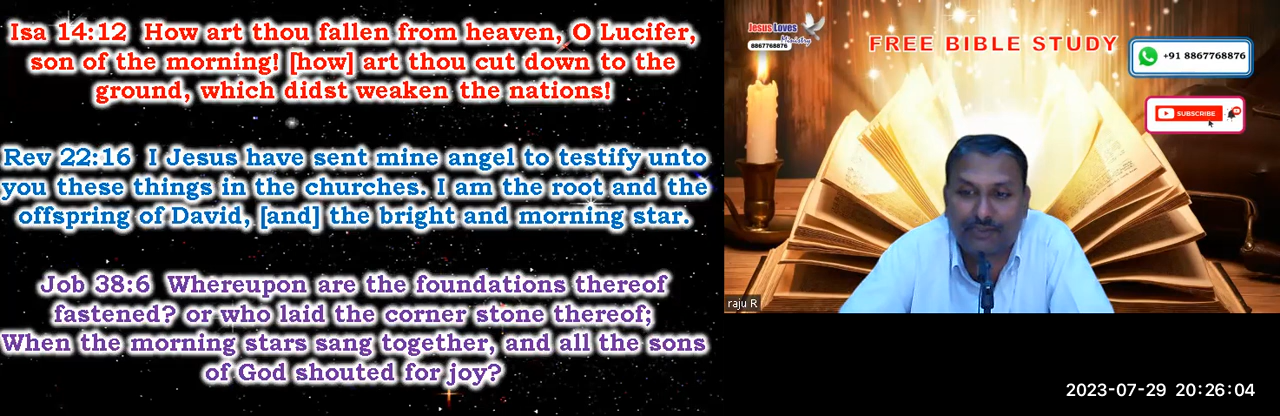 Isa 14:12 How art thou fallen from heaven, O Lucifer,
son of the morning! [how] art thou cut down to the
ground, which didst weaken the nations!
Rev 22:16 I Jesus have sent mine angel to testify unto
you these things in the churches. I am the root and the
offspring of David, [and] the bright and morning star.
Job 38:6 Whereupon are the foundations thereof
fastened? or who laid the corner stone thereof;
When the morning stars sang together, and all the sons
of God shouted for joy?
Jesus Loves
Ministry
8867768876
FREE BIBLE STUDY
+91 8867768876
SUBSCRIBE
raju R
2023-07-29 20:26:04